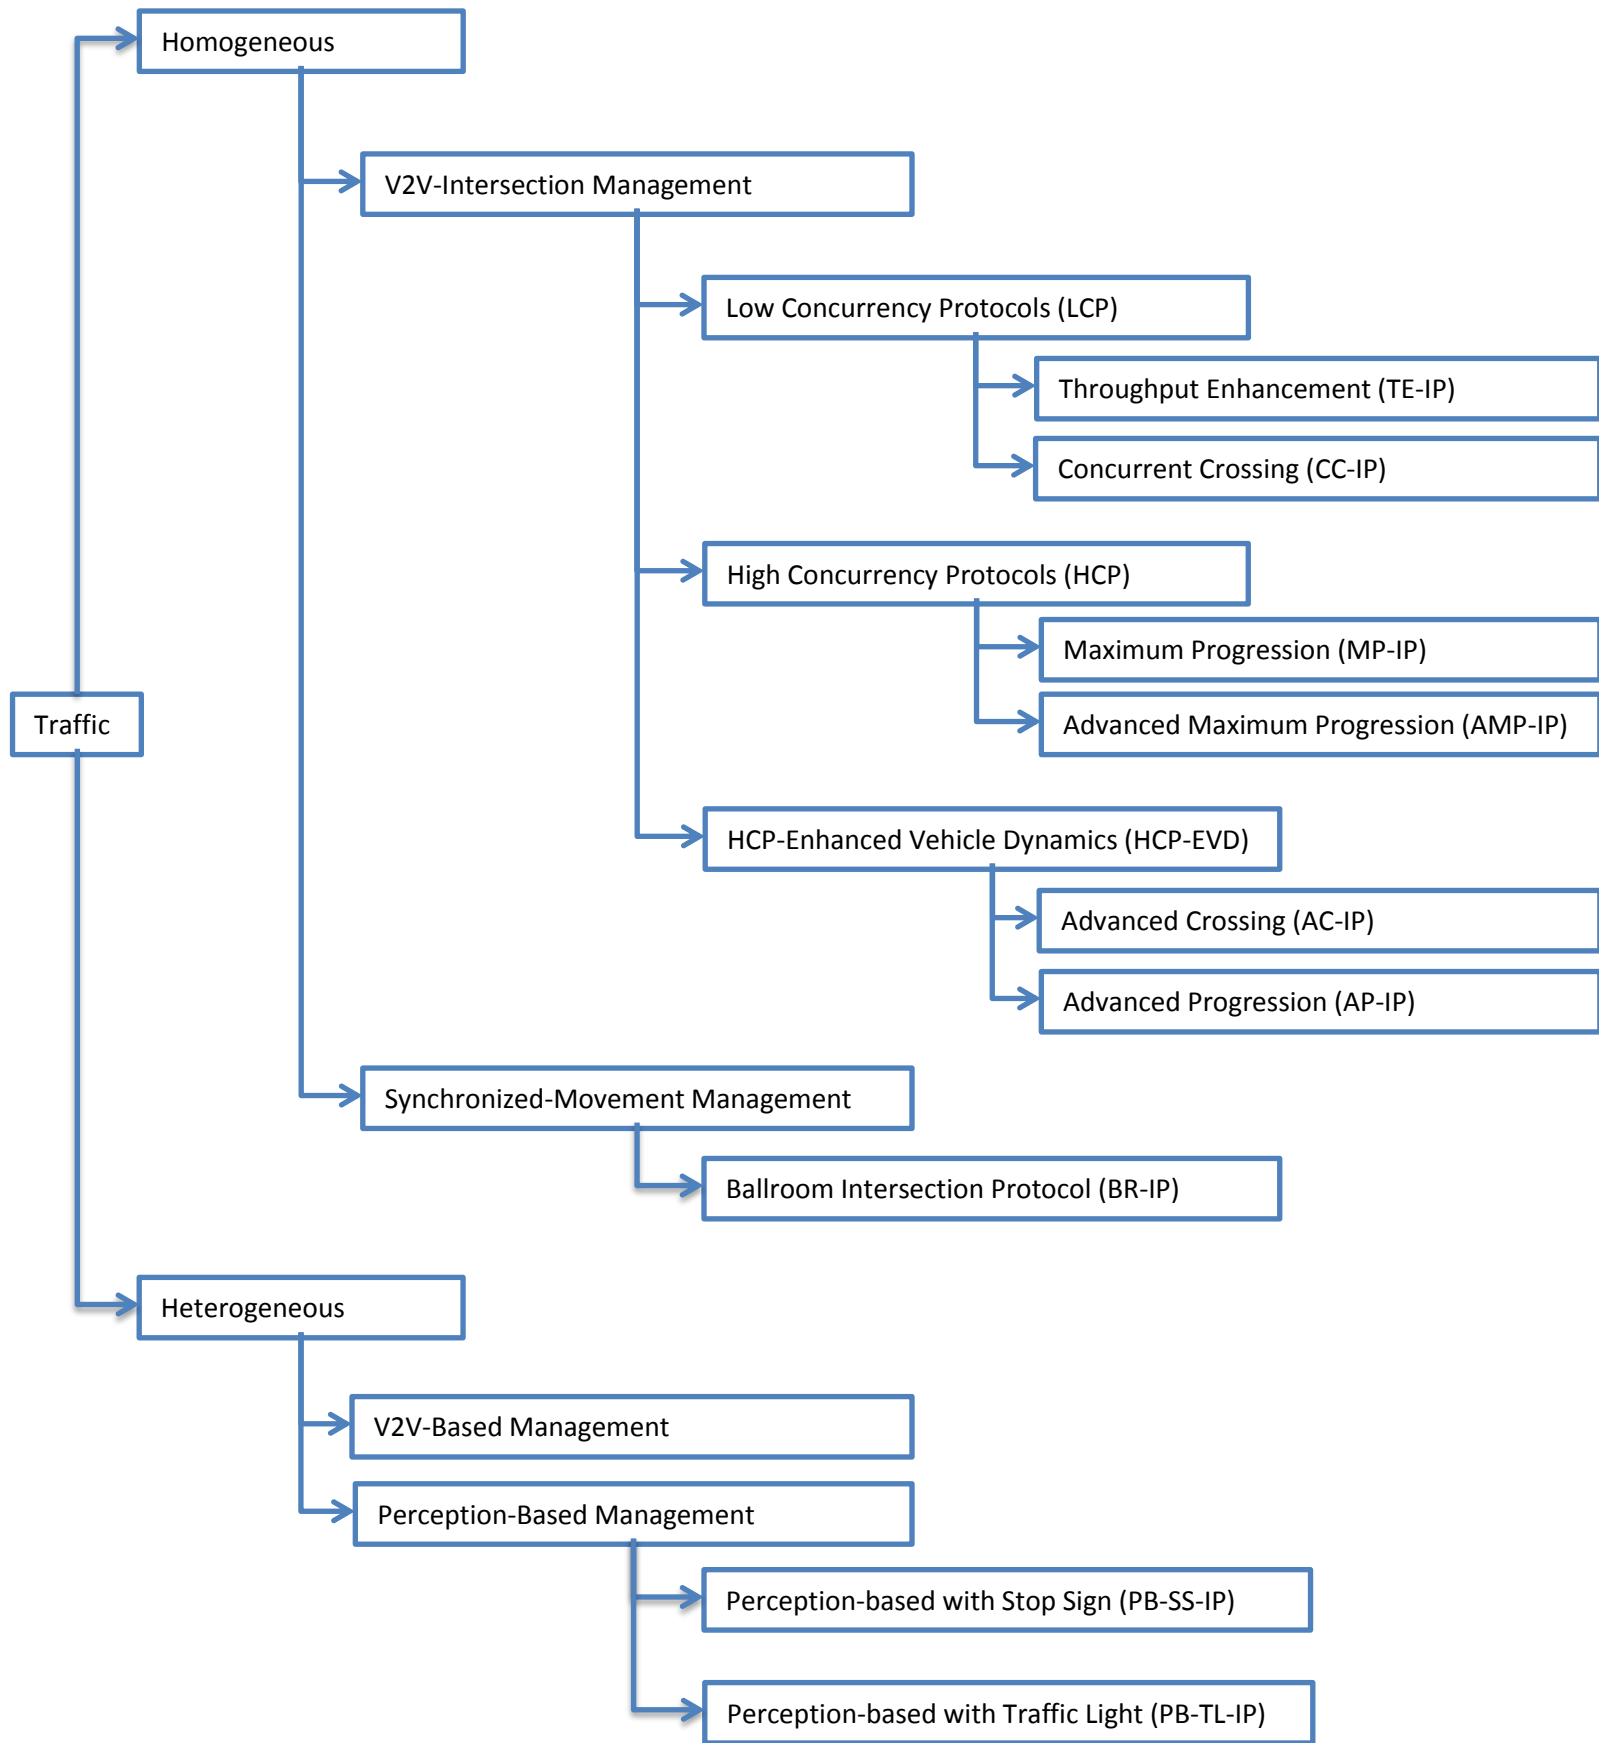 Homogeneous
V2V-Intersection Management
Low Concurrency Protocols (LCP)
Throughput Enhancement (TE-IP)
Concurrent Crossing (CC-IP)
High Concurrency Protocols (HCP)
Maximum Progression (MP-IP)
Traffic
Advanced Maximum Progression (AMP-IP)
HCP-Enhanced Vehicle Dynamics (HCP-EVD)
Advanced Crossing (AC-IP)
Advanced Progression (AP-IP)
Synchronized-Movement Management
Ballroom Intersection Protocol (BR-IP)
Heterogeneous
V2V-Based Management
Perception-Based Management
Perception-based with Stop Sign (PB-SS-IP)
Perception-based with Traffic Light (PB-TL-IP)